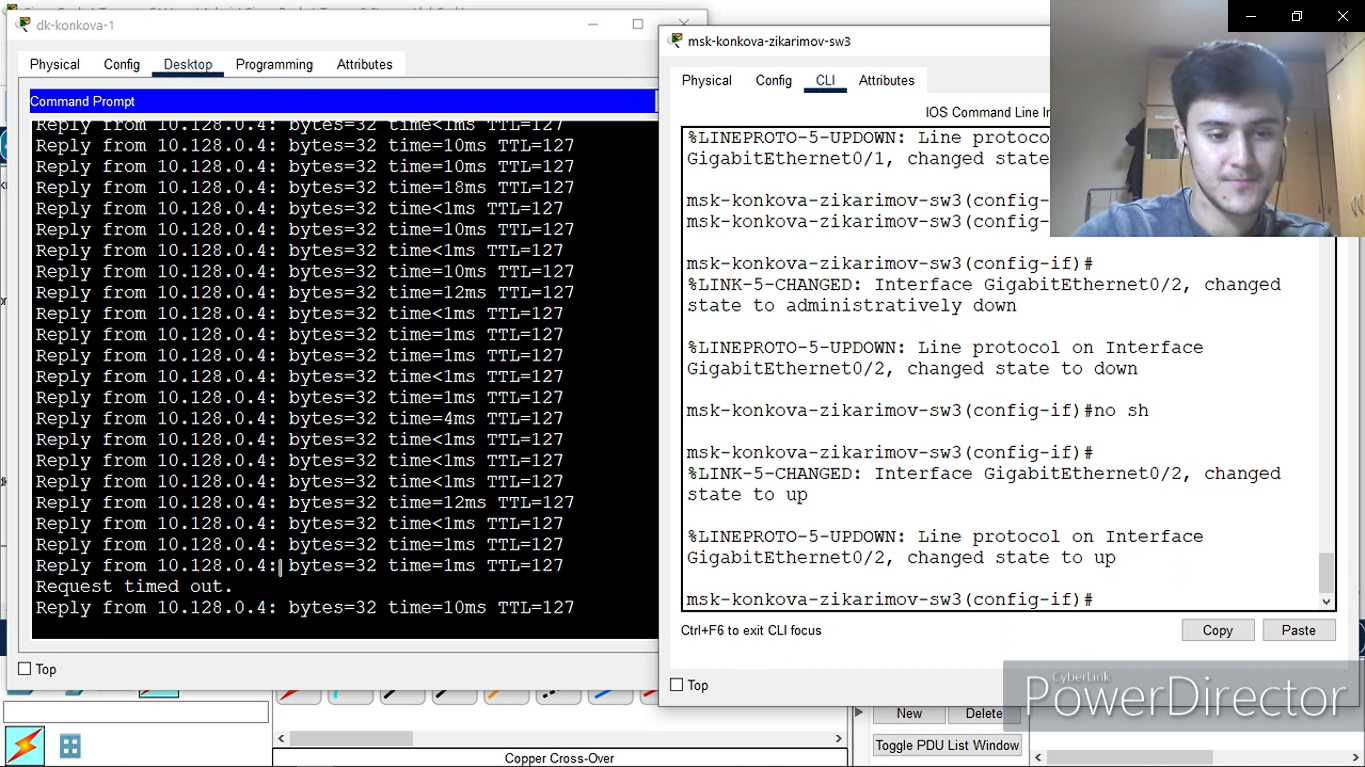 dk-konkova-1
Physical Config Desktop Programming Attributes
Command Prompt
Reply from 10.128.0.4: bytes=32 time<1ms TTL=127
Reply from 10.128.0.4: bytes=32 time=10ms TTL=127
Reply from 10.128.0.4: bytes=32 time=10ms TTL=127
Reply from 10.128.0.4: bytes=32 time=18ms TTL=127
Reply from 10.128.0.4: bytes=32 time<1ms TTL=127
Reply from 10.128.0.4: bytes=32 time=10ms TTL=127
Reply from 10.128.0.4: bytes=32 time<1ms TTL=127
Reply from 10.128.0.4: bytes=32 time=10ms TTL=127
Reply from 10.128.0.4: bytes=32 time=12ms TTL=127
Reply from 10.128.0.4: bytes=32 time<1ms TTL=127
Reply from 10.128.0.4: bytes=32 time=1ms TTL=127
Reply from 10.128.0.4: bytes=32 time=1ms TTL=127
Reply from 10.128.0.4: bytes=32 time<1ms TTL=127
Reply from 10.128.0.4: bytes=32 time=1ms TTL=127
Reply from 10.128.0.4: bytes=32 time=4ms TTL=127
Reply from 10.128.0.4: bytes=32 time<1ms TTL=127
Reply from 10.128.0.4: bytes=32 time<1ms TTL=127
Reply from 10.128.0.4: bytes=32 time<1ms TTL=127
Reply from 10.128.0.4: bytes=32 time=12ms TTL=127
Reply from 10.128.0.4: bytes=32 time<1ms TTL=127
Reply from 10.128.0.4: bytes=32 time=1ms TTL=127
Reply from 10.128.0.4: bytes=32 time=1ms TTL=127
Request timed out.
Reply from 10.128.0.4: bytes=32 time=10ms TTL=127
Top
msk-konkova-zikarimov-sw3
Physical Config CLI Attributes
IOS Command Line In
%LINEPROTO-5-UPDOWN: Line protoco
GigabitEthernet0/1, changed state
msk-konkova-zikarimov-sw3(config-
msk-konkova-zikarimov-sw3(config-
msk-konkova-zikarimov-sw3(config-if)#
%LINK-5-CHANGED: Interface GigabitEthernet0/2, changed
state to administratively down
%LINEPROTO-5-UPDOWN: Line protocol on Interface
GigabitEthernet0/2, changed state to down
msk-konkova-zikarimov-sw3(config-if)#no sh
msk-konkova-zikarimov-sw3(config-if)#
%LINK-5-CHANGED: Interface GigabitEthernet0/2, changed
state to up
%LINEPROTO-5-UPDOWN: Line protocol on Interface
GigabitEthernet0/2, changed state to up
msk-konkova-zikarimov-sw3(config-if)#
Ctrl+F6 to exit CLI focus
Copy Paste
Top
CyberLink
PowerDirector
New Delete
Toggle PDU List Window
Copper Cross-Over